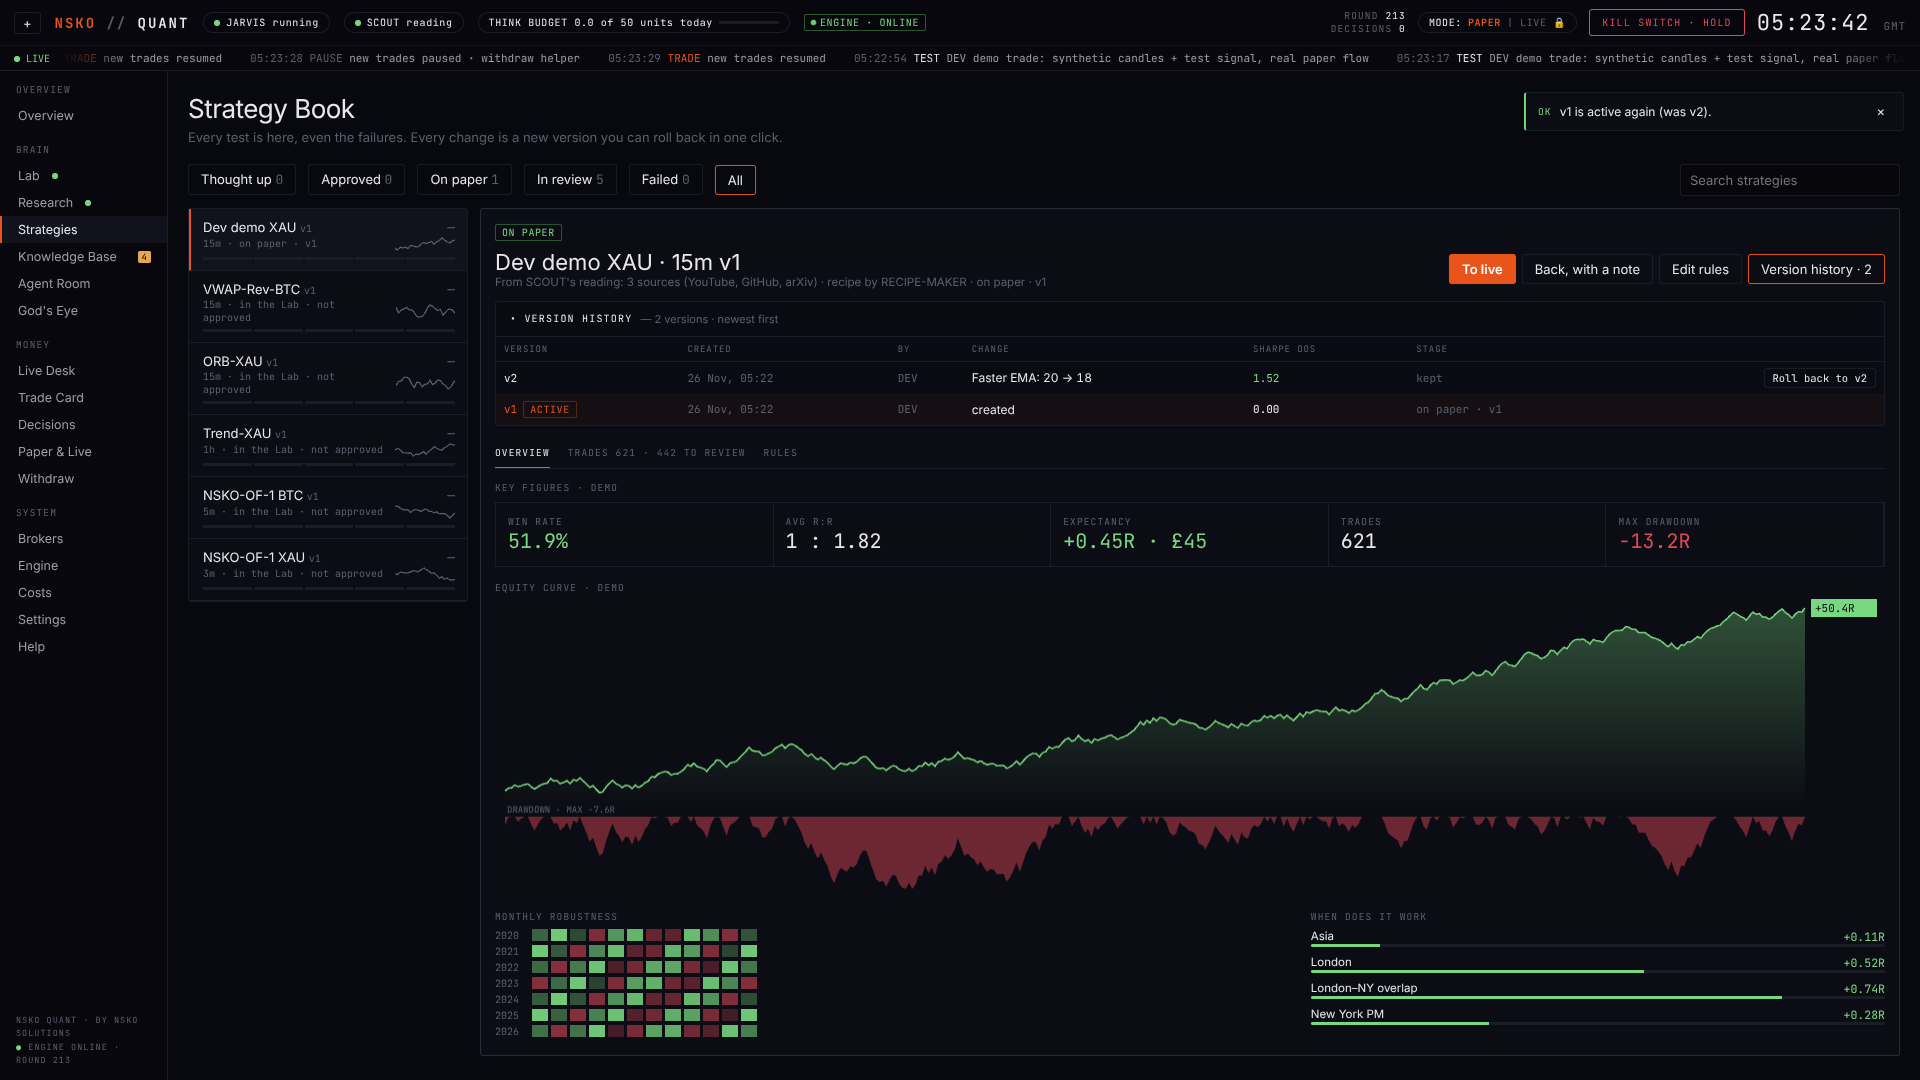 + NSKO // QUANT JARVIS running SCOUT reading THINK BUDGET 0.0 of 50 units today ENGINE · ONLINE ROUND 213 DECISIONS 0 MODE: PAPER | LIVE KILL SWITCH · HOLD 05:23:42 GMT
LIVE TRADE new trades resumed 05:23:28 PAUSE new trades paused · withdraw helper 05:23:29 TRADE new trades resumed 05:22:54 TEST DEV demo trade: synthetic candles + test signal, real paper flow 05:23:17 TEST DEV demo trade: synthetic candles + test signal, real paper flo
OVERVIEW
Overview
BRAIN
Lab
Research
Strategies
Knowledge Base 4
Agent Room
God's Eye
MONEY
Live Desk
Trade Card
Decisions
Paper & Live
Withdraw
SYSTEM
Brokers
Engine
Costs
Settings
Help
NSKO QUANT · BY NSKO
SOLUTIONS
ENGINE ONLINE ·
ROUND 213
Strategy Book
Every test is here, even the failures. Every change is a new version you can roll back in one click.
OK v1 is active again (was v2). ×
Thought up 0 Approved 0 On paper 1 In review 5 Failed 0 All
Search strategies
Dev demo XAU v1 —
15m · on paper · v1
VWAP-Rev-BTC v1 —
15m · in the Lab · not
approved
ORB-XAU v1 —
15m · in the Lab · not
approved
Trend-XAU v1 —
1h · in the Lab · not approved
NSKO-OF-1 BTC v1 —
5m · in the Lab · not approved
NSKO-OF-1 XAU v1 —
3m · in the Lab · not approved
ON PAPER
Dev demo XAU · 15m v1
From SCOUT's reading: 3 sources (YouTube, GitHub, arXiv) · recipe by RECIPE-MAKER · on paper · v1
To live Back, with a note Edit rules Version history · 2
• VERSION HISTORY — 2 versions · newest first
VERSION CREATED BY CHANGE SHARPE OOS STAGE
v2 26 Nov, 05:22 DEV Faster EMA: 20 → 18 1.52 kept Roll back to v2
v1 ACTIVE 26 Nov, 05:22 DEV created 0.00 on paper · v1
OVERVIEW TRADES 621 · 442 TO REVIEW RULES
KEY FIGURES · DEMO
WIN RATE AVG R:R EXPECTANCY TRADES MAX DRAWDOWN
51.9% 1 : 1.82 +0.45R · £45 621 -13.2R
EQUITY CURVE · DEMO
+50.4R
DRAWDOWN · MAX -7.6R
MONTHLY ROBUSTNESS
2020
2021
2022
2023
2024
2025
2026
WHEN DOES IT WORK
Asia +0.11R
London +0.52R
London–NY overlap +0.74R
New York PM +0.28R